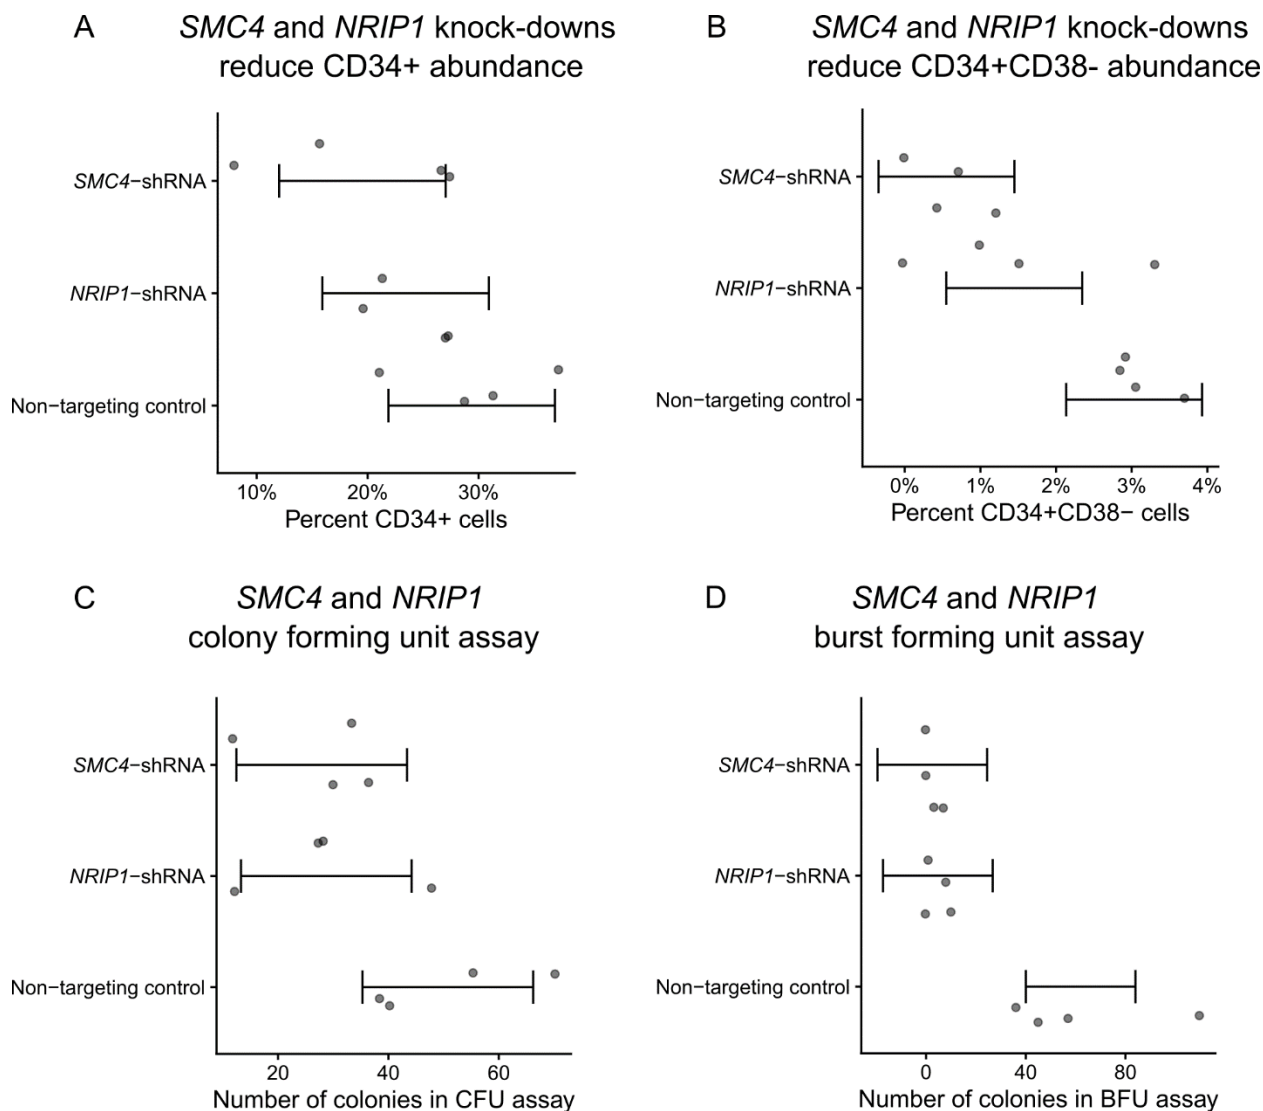 A
SMC4 and NRIP1 knock-downs
reduce CD34+ abundance
SMC4−shRNA
NRIP1−shRNA
Non−targeting control
10%
20%
30%
Percent CD34+ cells
B
SMC4 and NRIP1 knock-downs
reduce CD34+CD38- abundance
SMC4−shRNA
NRIP1−shRNA
Non−targeting control
0%
1%
2%
3%
4%
Percent CD34+CD38− cells
C
SMC4 and NRIP1
colony forming unit assay
SMC4−shRNA
NRIP1−shRNA
Non−targeting control
20
40
60
Number of colonies in CFU assay
D
SMC4 and NRIP1
burst forming unit assay
SMC4−shRNA
NRIP1−shRNA
Non−targeting control
0
40
80
Number of colonies in BFU assay